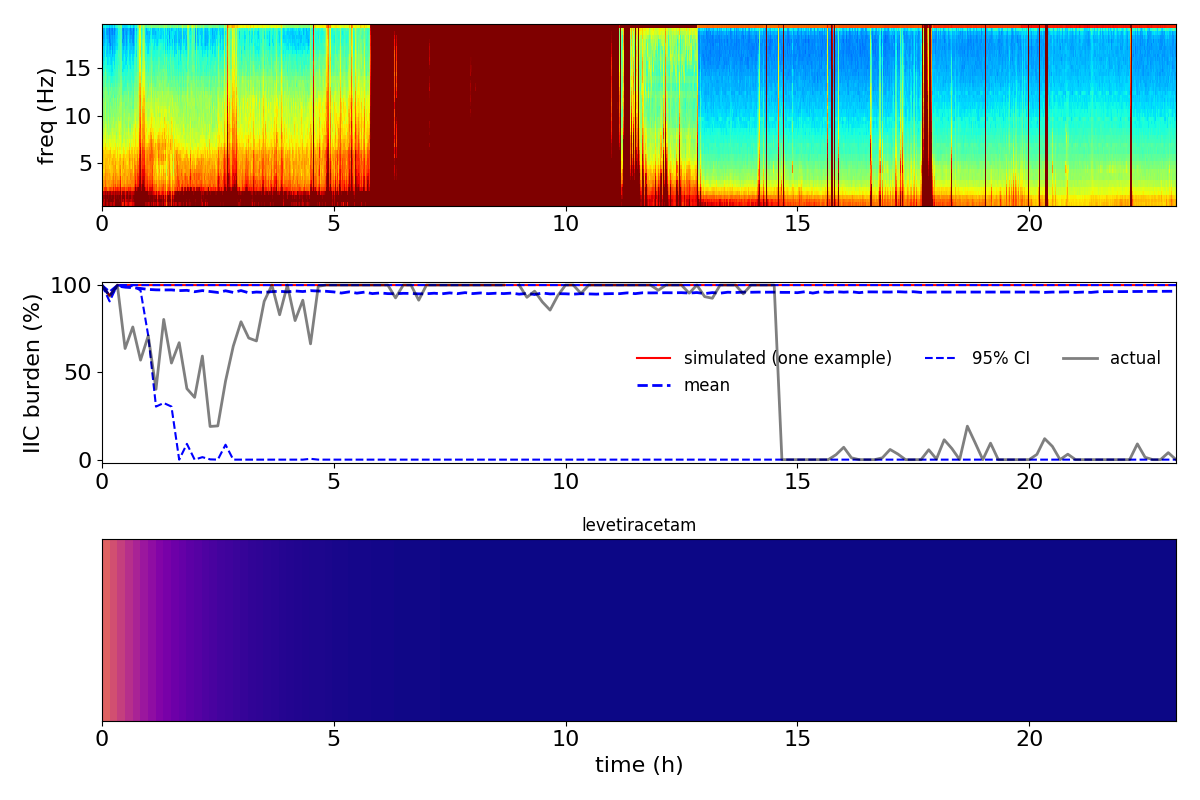 freq (Hz)
15
10
5
0 5 10 15 20
IIC burden (%)
100
50
0
simulated (one example)
mean
95% CI
actual
0 5 10 15 20
levetiracetam
0 5 10 15 20
time (h)